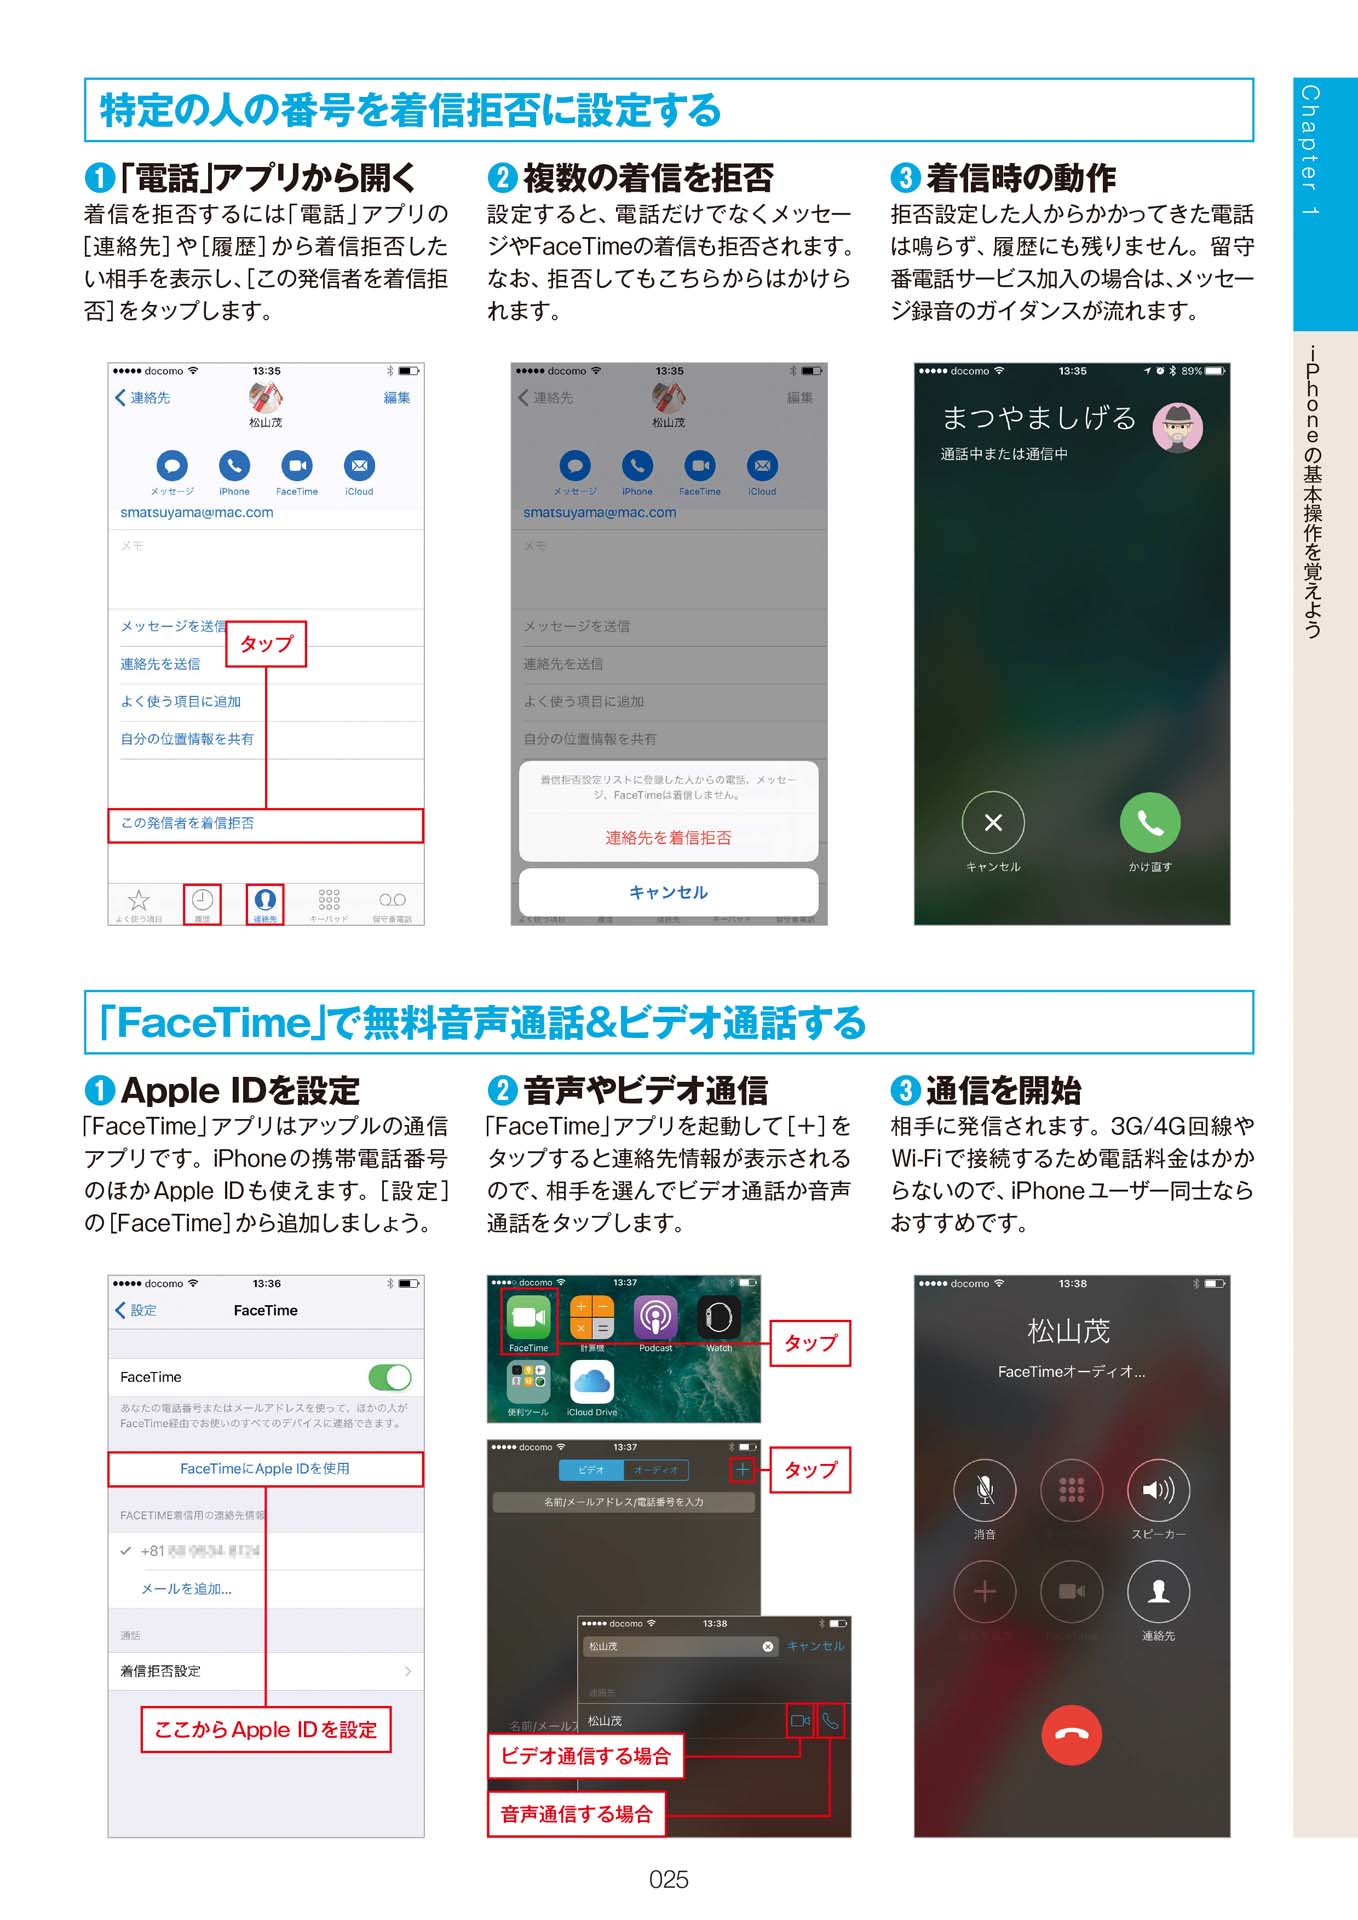 Chapter 1
iPhoneの基本操作を覚えよう
特定の人の番号を着信拒否に設定する
1「電話」アプリから開く
着信を拒否するには「電話」アプリの
[連絡先]や[履歴]から着信拒否した
い相手を表示し、[この発信者を着信拒
否]をタップします。
docomo 13:35
連絡先 編集
松山茂
メッセージ iPhone FaceTime iCloud
smatsuyama@mac.com
メモ
メッセージを送信
タップ
連絡先を送信
よく使う項目に追加
自分の位置情報を共有
この発信者を着信拒否
よく使う項目 履歴 連絡先 キーパッド 留守番電話
2 複数の着信を拒否
設定すると、電話だけでなくメッセー
ジやFaceTimeの着信も拒否されます。
なお、拒否してもこちらからはかけら
れます。
docomo 13:35
連絡先 編集
松山茂
メッセージ iPhone FaceTime iCloud
smatsuyama@mac.com
メモ
メッセージを送信
連絡先を送信
よく使う項目に追加
自分の位置情報を共有
着信拒否設定リストに登録した人からの電話、メッセー
ジ、FaceTimeは着信しません。
連絡先を着信拒否
キャンセル
よく使う項目 履歴 連絡先 キーパッド 留守番電話
3 着信時の動作
拒否設定した人からかかってきた電話
は鳴らず、履歴にも残りません。留守
番電話サービス加入の場合は、メッセー
ジ録音のガイダンスが流れます。
docomo 13:35 89%
まつやましげる
通話中または通信中
キャンセル かけ直す
「FaceTime」で無料音声通話&ビデオ通話する
1 Apple IDを設定
「FaceTime」アプリはアップルの通信
アプリです。iPhoneの携帯電話番号
のほかApple IDも使えます。[設定]
の[FaceTime]から追加しましょう。
docomo 13:36
設定 FaceTime
FaceTime
あなたの電話番号またはメールアドレスを使って、ほかの人が
FaceTime経由でお使いのすべてのデバイスに連絡できます。
FaceTimeにApple IDを使用
FACETIME着信用の連絡先情報
+81
メールを追加...
通話
着信拒否設定
ここからApple IDを設定
2 音声やビデオ通信
「FaceTime」アプリを起動して[+]を
タップすると連絡先情報が表示される
ので、相手を選んでビデオ通話か音声
通話をタップします。
docomo 13:37
FaceTime 計算機 Podcast Watch
タップ
便利ツール iCloud Drive
docomo 13:37
ビデオ オーディオ +
タップ
名前/メールアドレス/電話番号を入力
docomo 13:38
松山茂 キャンセル
連絡先
名前/メールア
松山茂
ビデオ通信する場合
音声通信する場合
3 通信を開始
相手に発信されます。3G/4G回線や
Wi-Fiで接続するため電話料金はかか
らないので、iPhoneユーザー同士なら
おすすめです。
docomo 13:38
松山茂
FaceTimeオーディオ...
消音 スピーカー
FaceTime 連絡先
025